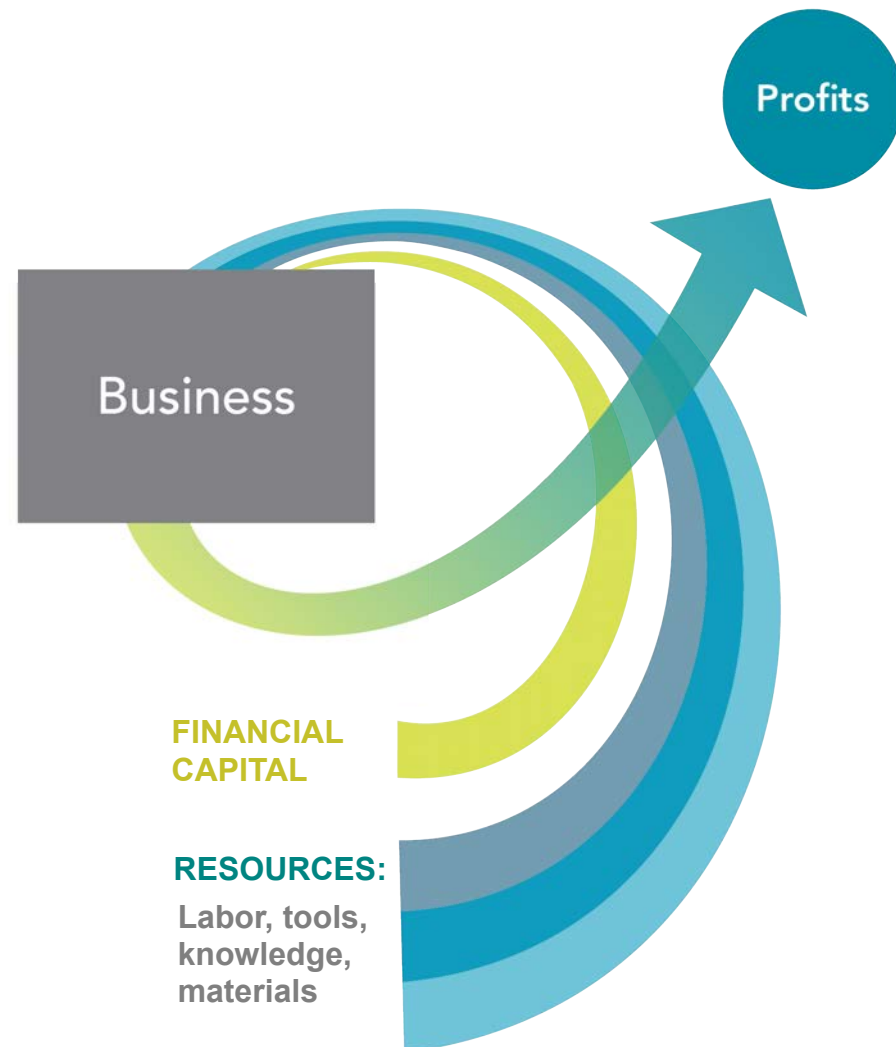 Profits
Business
FINANCIAL
CAPITAL
RESOURCES:
Labor, tools,
knowledge,
materials